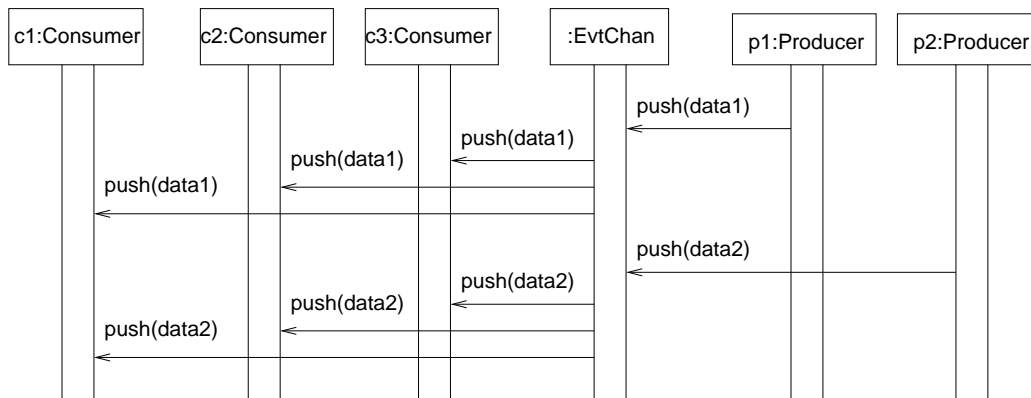 c1:Consumer
c2:Consumer
c3:Consumer
:EvtChan
p1:Producer
p2:Producer
push(data1)
push(data1)
push(data1)
push(data1)
push(data2)
push(data2)
push(data2)
push(data2)